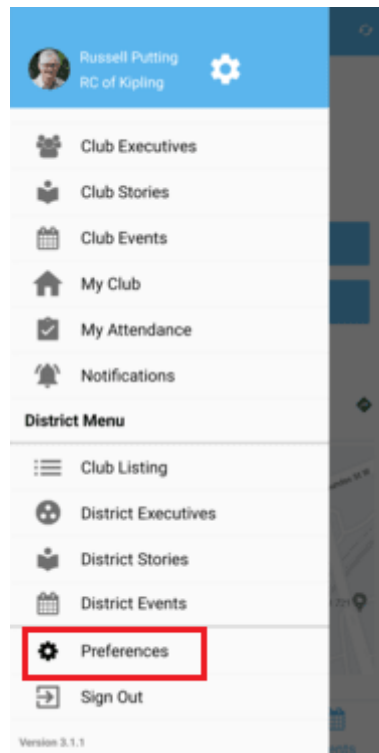 Russell Putting
RC of Kipling
Club Executives
Club Stories
Club Events
My Club
My Attendance
Notifications
District Menu
Club Listing
District Executives
District Stories
District Events
Preferences
Sign Out
Version 3.1.1